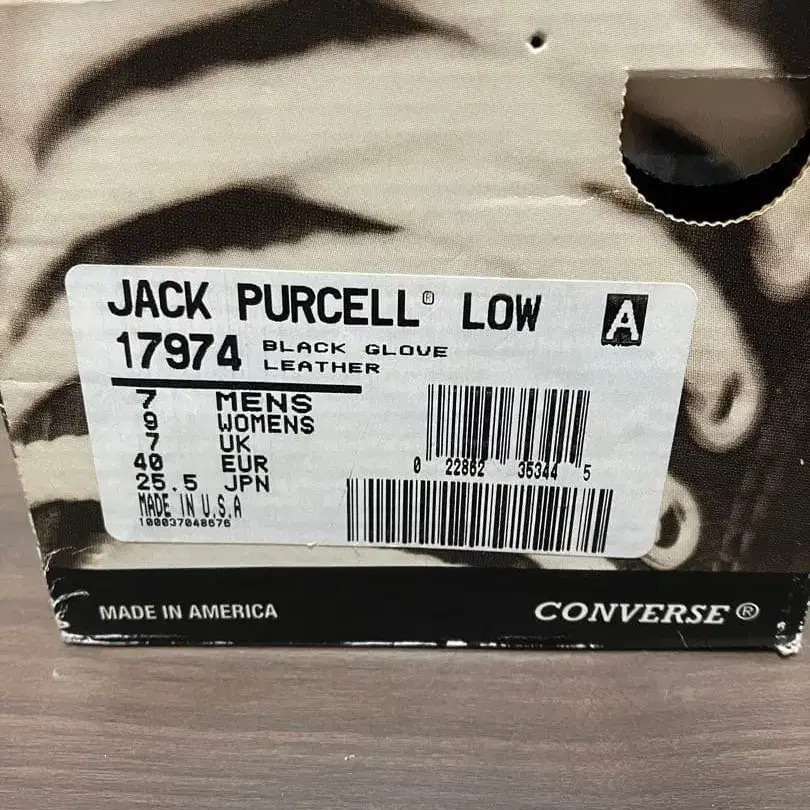 JACK PURCELL® LOW A
17974 BLACK GLOVE
LEATHER
7 MENS
9 WOMENS
7 UK
40 EUR
25.5 JPN
MADE IN U.S.A
100037048676
0 22862 35344 5
MADE IN AMERICA
CONVERSE®